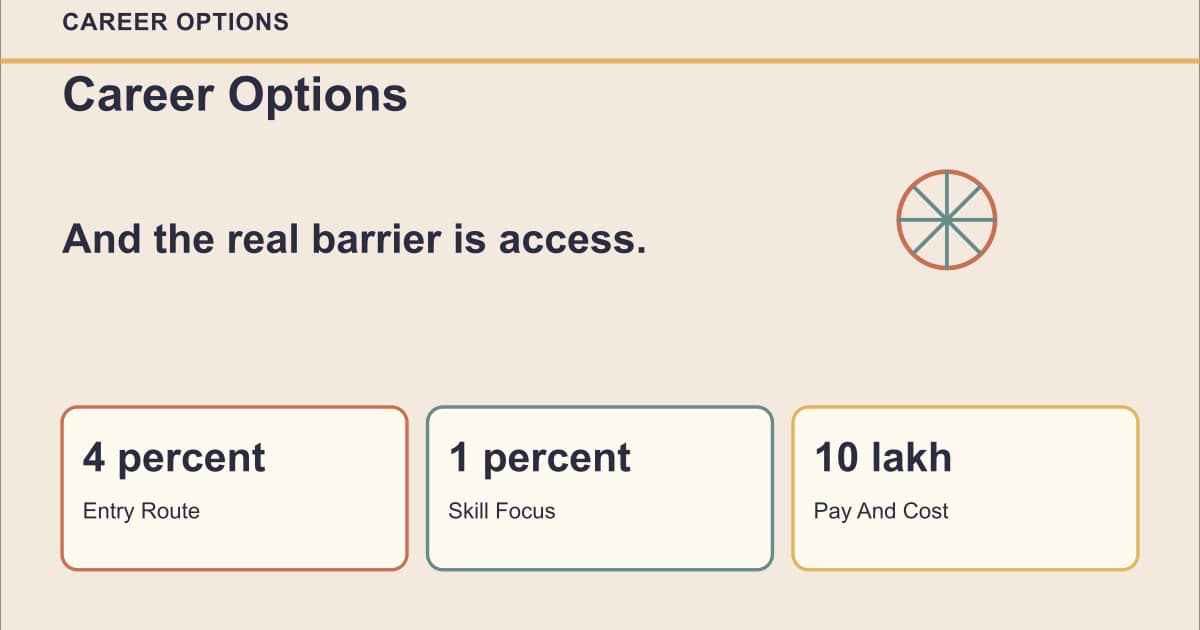 CAREER OPTIONS
Career Options
And the real barrier is access.
4 percent
Entry Route
1 percent
Skill Focus
10 lakh
Pay And Cost